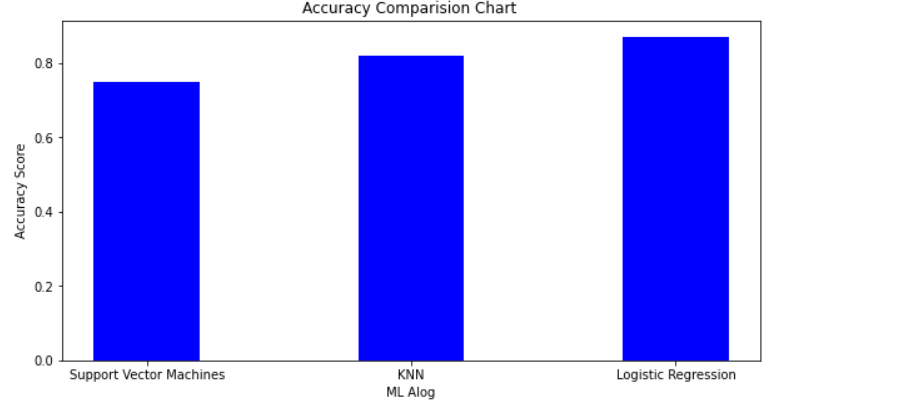 Accuracy Comparision Chart
Accuracy Score
0.8
0.6
0.4
0.2
0.0
Support Vector Machines KNN Logistic Regression
ML Alog